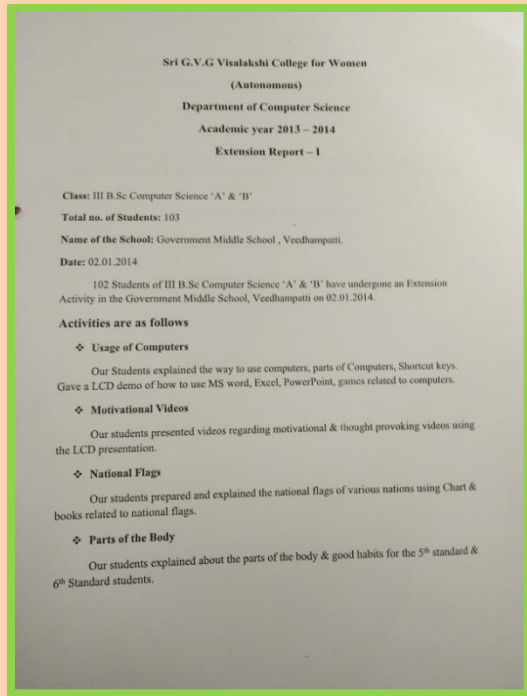 Sri G.V.G Visalakshi College for Women
(Autonomous)
Department of Computer Science
Academic year 2013 – 2014
Extension Report – I
Class: III B.Sc Computer Science ‘A’ & ‘B’
Total no. of Students: 103
Name of the School: Government Middle School , Veedhampatti.
Date: 02.01.2014
102 Students of III B.Sc Computer Science ‘A’ & ‘B’ have undergone an Extension
Activity in the Government Middle School, Veedhampatti on 02.01.2014.
Activities are as follows
❖ Usage of Computers
Our Students explained the way to use computers, parts of Computers, Shortcut keys.
Gave a LCD demo of how to use MS word, Excel, PowerPoint, games related to computers.
❖ Motivational Videos
Our students presented videos regarding motivational & thought provoking videos using
the LCD presentation.
❖ National Flags
Our students prepared and explained the national flags of various nations using Chart &
books related to national flags.
❖ Parts of the Body
Our students explained about the parts of the body & good habits for the 5th standard &
6th Standard students.